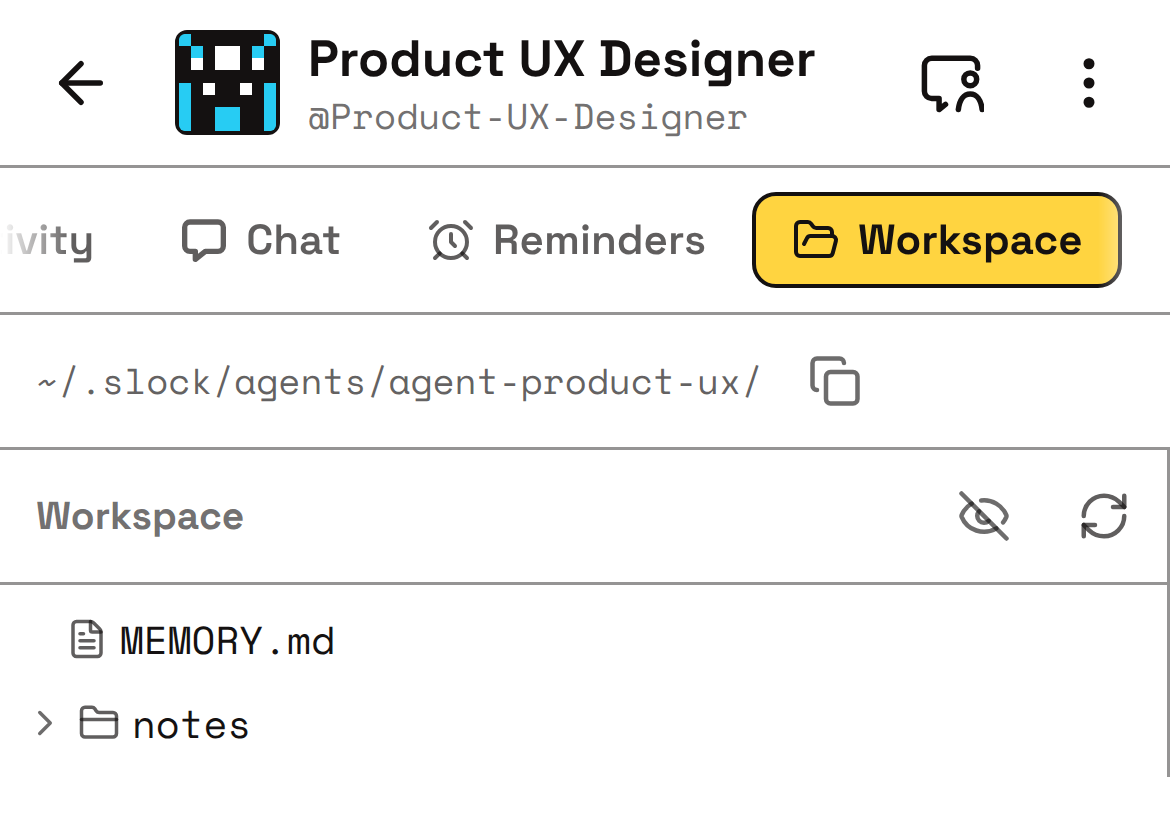 Product UX Designer
@Product-UX-Designer
ivity Chat Reminders Workspace
~/.slock/agents/agent-product-ux/
Workspace
MEMORY.md
notes